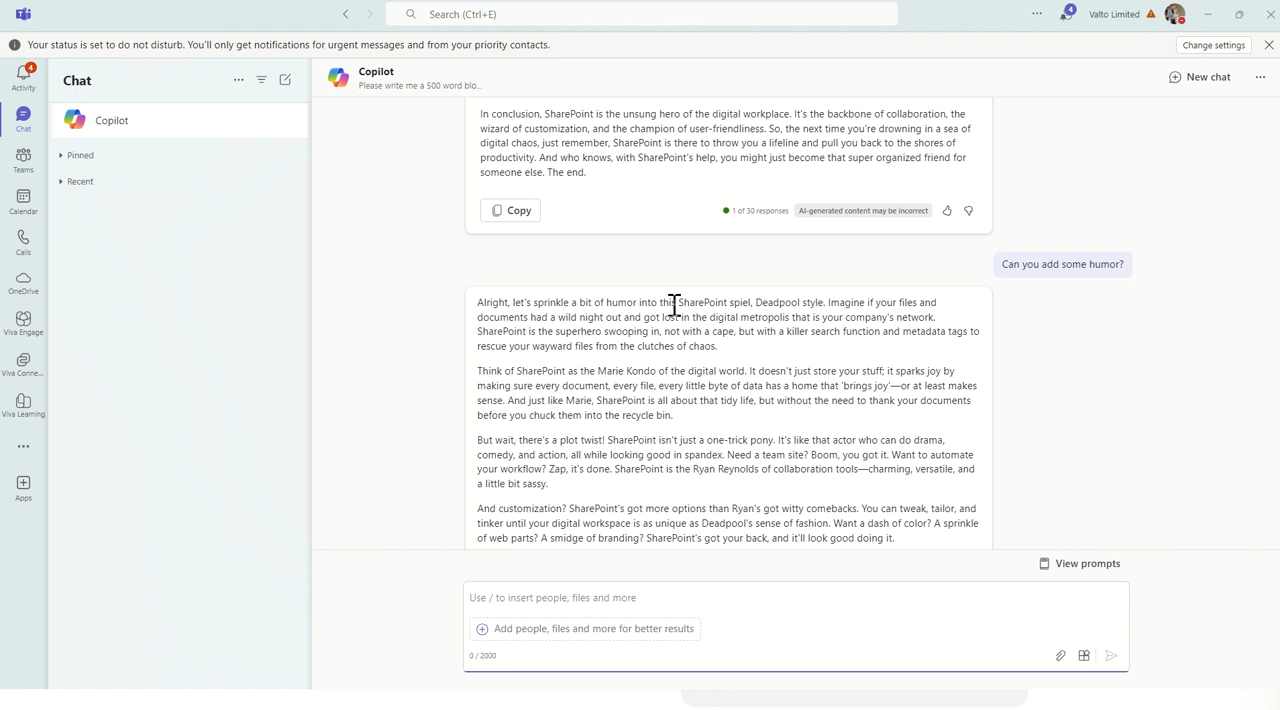 Search (Ctrl+E)
4
Valto Limited
Your status is set to do not disturb. You'll only get notifications for urgent messages and from your priority contacts.
Change settings
4
Activity
Chat
Teams
Calendar
Calls
OneDrive
Viva Engage
Viva Conne...
Viva Learning
Apps
Chat
Copilot
Pinned
Recent
Copilot
Please write me a 500 word blo...
New chat
In conclusion, SharePoint is the unsung hero of the digital workplace. It's the backbone of collaboration, the
wizard of customization, and the champion of user-friendliness. So, the next time you're drowning in a sea of
digital chaos, just remember, SharePoint is there to throw you a lifeline and pull you back to the shores of
productivity. And who knows, with SharePoint's help, you might just become that super organized friend for
someone else. The end.
Copy
1 of 30 responses
AI-generated content may be incorrect
Can you add some humor?
Alright, let's sprinkle a bit of humor into this SharePoint spiel, Deadpool style. Imagine if your files and
documents had a wild night out and got lost in the digital metropolis that is your company's network.
SharePoint is the superhero swooping in, not with a cape, but with a killer search function and metadata tags to
rescue your wayward files from the clutches of chaos.
Think of SharePoint as the Marie Kondo of the digital world. It doesn't just store your stuff; it sparks joy by
making sure every document, every file, every little byte of data has a home that 'brings joy'—or at least makes
sense. And just like Marie, SharePoint is all about that tidy life, but without the need to thank your documents
before you chuck them into the recycle bin.
But wait, there's a plot twist! SharePoint isn't just a one-trick pony. It's like that actor who can do drama,
comedy, and action, all while looking good in spandex. Need a team site? Boom, you got it. Want to automate
your workflow? Zap, it's done. SharePoint is the Ryan Reynolds of collaboration tools—charming, versatile, and
a little bit sassy.
And customization? SharePoint's got more options than Ryan's got witty comebacks. You can tweak, tailor, and
tinker until your digital workspace is as unique as Deadpool's sense of fashion. Want a dash of color? A sprinkle
of web parts? A smidge of branding? SharePoint's got your back, and it'll look good doing it.
View prompts
Use / to insert people, files and more
Add people, files and more for better results
0 / 2000